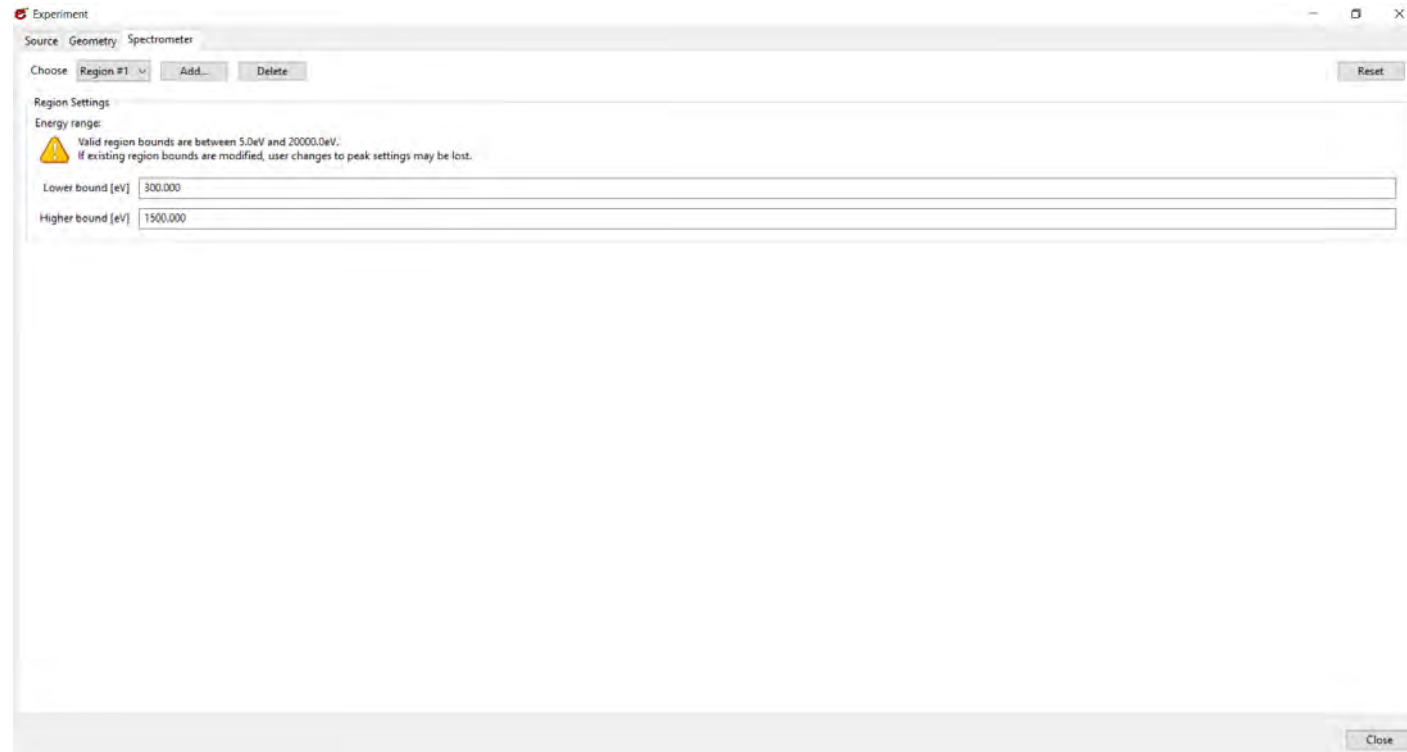 Experiment
Source Geometry Spectrometer
Choose Region #1 Add... Delete Reset
Region Settings
Energy range:
Valid region bounds are between 5.0eV and 20000.0eV.
If existing region bounds are modified, user changes to peak settings may be lost.
Lower bound [eV] 300.000
Higher bound [eV] 1500.000
Close